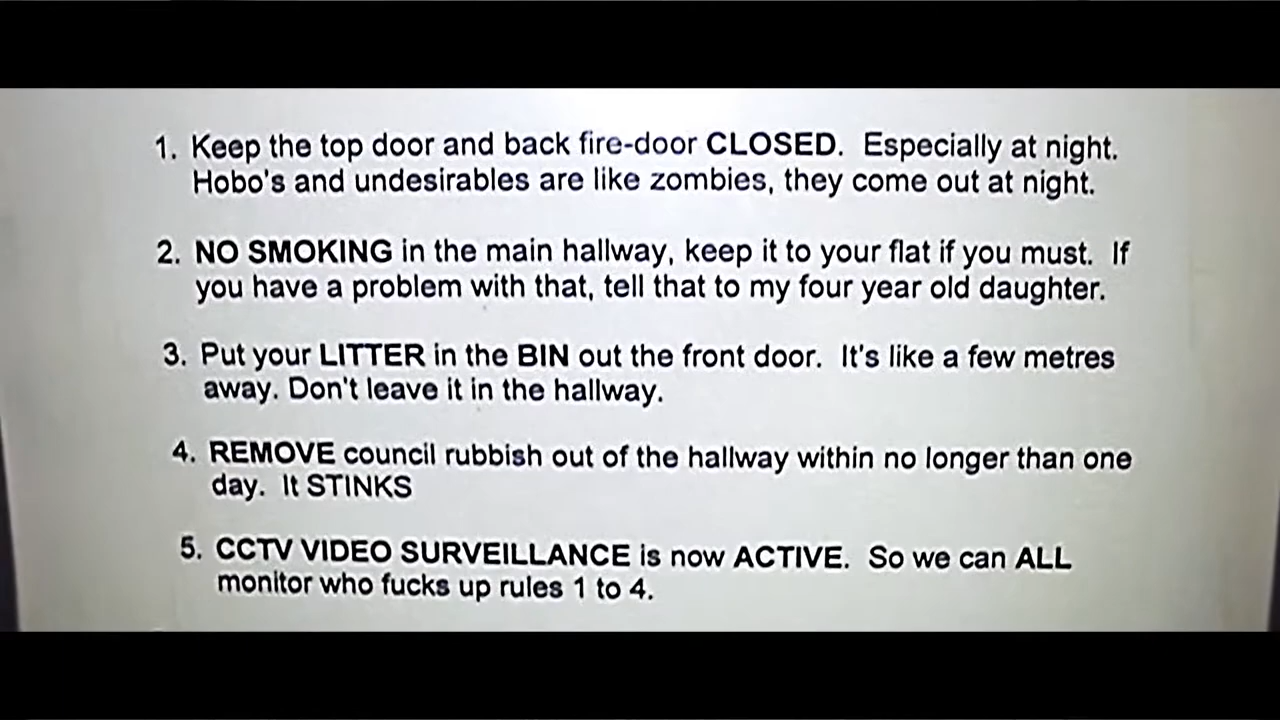 1. Keep the top door and back fire-door CLOSED. Especially at night.
Hobo's and undesirables are like zombies, they come out at night.
2. NO SMOKING in the main hallway, keep it to your flat if you must. If
you have a problem with that, tell that to my four year old daughter.
3. Put your LITTER in the BIN out the front door. It's like a few metres
away. Don't leave it in the hallway.
4. REMOVE council rubbish out of the hallway within no longer than one
day. It STINKS
5. CCTV VIDEO SURVEILLANCE is now ACTIVE. So we can ALL
monitor who fucks up rules 1 to 4.